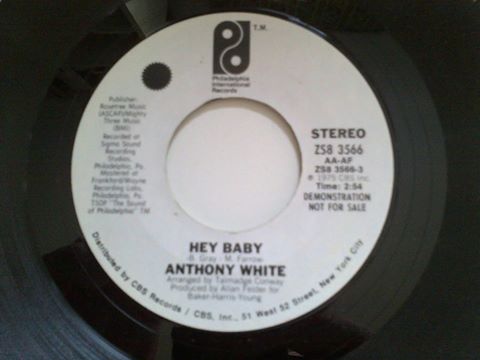 T.M.
Philadelphia
International
Records
Publisher:
Rosetree Music
(ASCAP)/Mighty
Three Music
(BMI)
Recorded at
Sigma Sound
Recording
Studios,
Philadelphia, Pa.
Mastered at
Frankford/Wayne
Recording Labs,
Philadelphia, Pa.
TSOP "The Sound
of Philadelphia" TM
STEREO
ZS8 3566
AA-AF
ZS8 3566-3
℗ 1975 CBS Inc.
Time: 2:54
DEMONSTRATION
NOT FOR SALE
HEY BABY
-B. Gray - M. Farrow-
ANTHONY WHITE
Arranged by Talmadge Conway
Produced by Allan Felder for
Baker-Harris-Young
Distributed by CBS Records / CBS, Inc., 51 West 52 Street, New York City